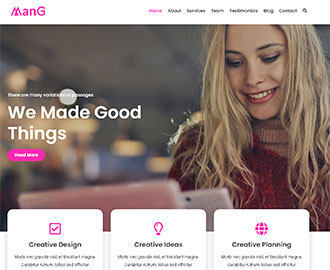 ManG
Home About Services Team Testimonials Blog Contact
There are many variations of passages
We Made Good
Things
Read More
Creative Design
Creative Ideas
Creative Planning
Morbi nec gravida nisl, et tincidunt magna.
Morbi nec gravida nisl, et tincidunt magna.
Morbi nec gravida nisl, et tincidunt magna.
Curabitur rutrum, tellus sed efficitur
Curabitur rutrum, tellus sed efficitur
Curabitur rutrum, tellus sed efficitur